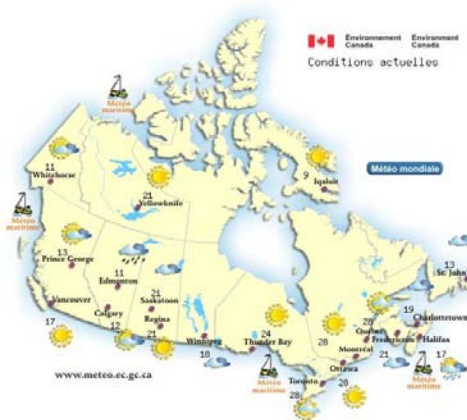 Environnement Environment
Canada Canada
Conditions actuelles
Météo
maritime
11
Whitehorse
9
Iqaluit
Météo mondiale
21
Yellowknife
Météo
maritime
13
Prince George
13
St. John
11
Edmonton
Vancouver
21
Saskatoon
Calgary
Regina
19
Charlottetown
Quebec
Fredericton
Halifax
17
12
21
Winnipeg
24
Thunder Bay
28
Montréal
Ottawa
21
17
18
www.meteo.ec.gc.ca
Météo
maritime
Toronto
28
28
Météo
maritime